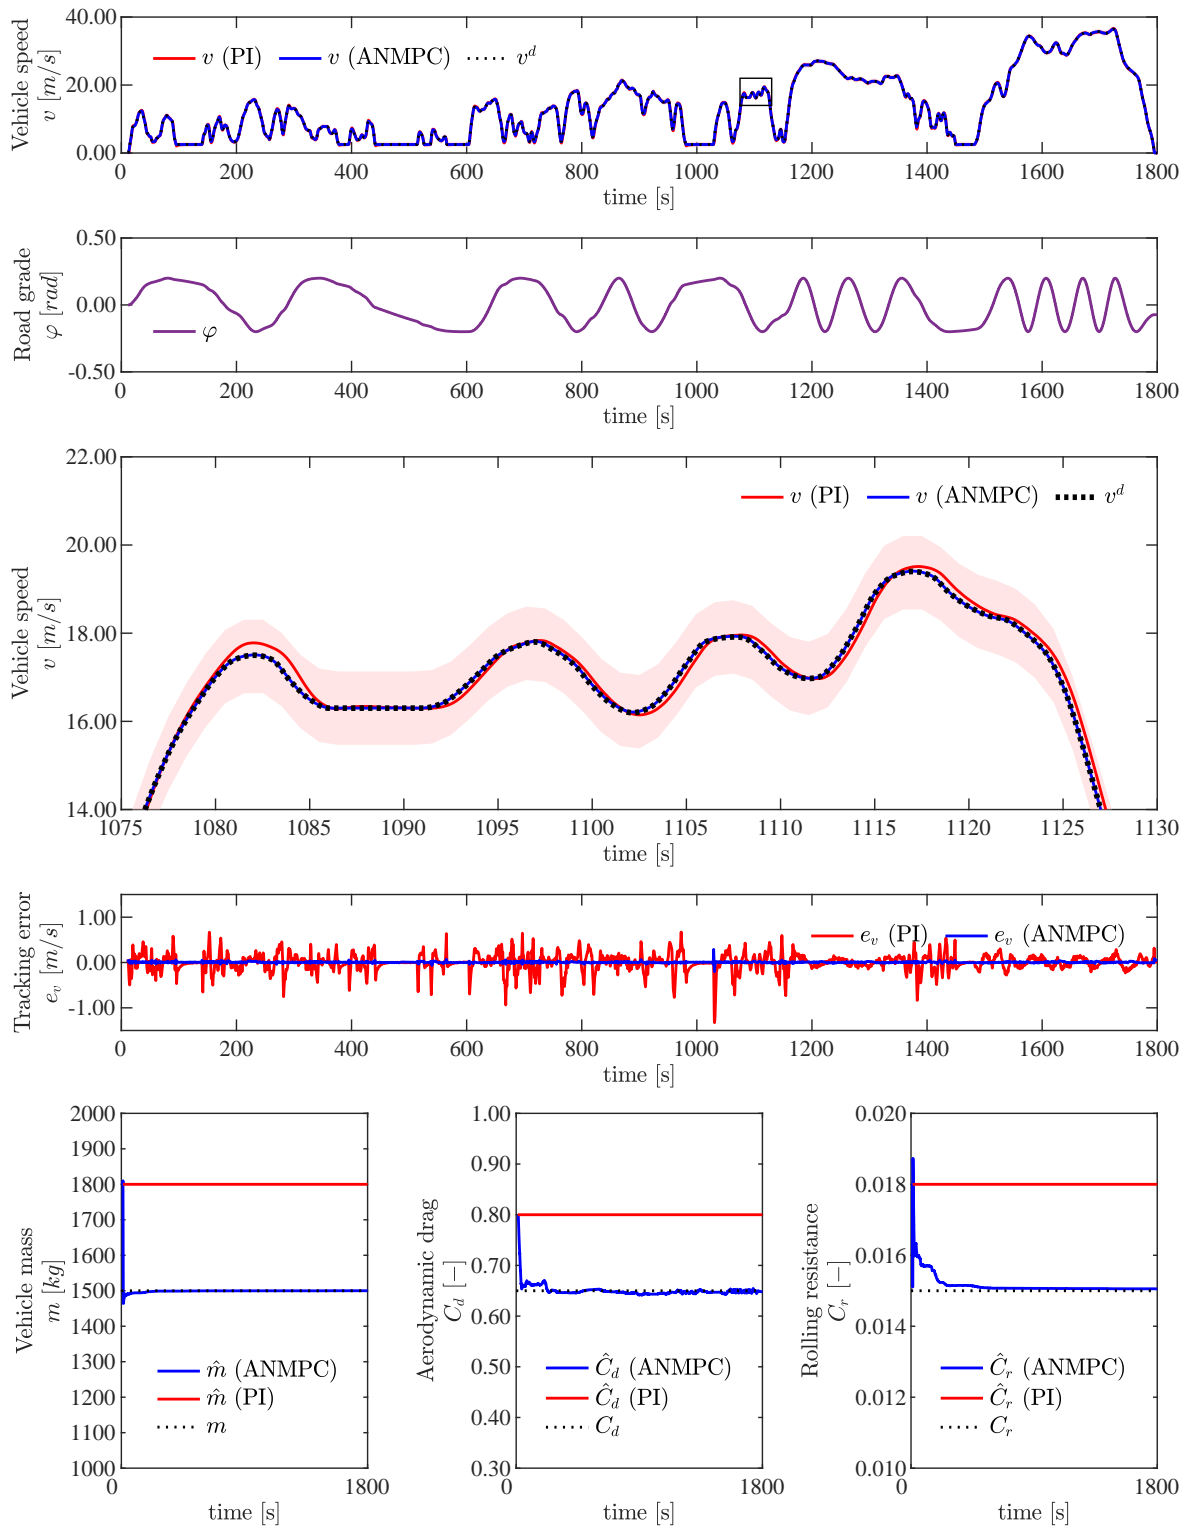 40.00
20.00
0.00
Vehicle speed
v [m/s]
v (PI) v (ANMPC) v^d
0 200 400 600 800 1000 1200 1400 1600 1800
time [s]
0.50
0.00
-0.50
Road grade
φ [rad]
φ
0 200 400 600 800 1000 1200 1400 1600 1800
time [s]
22.00
20.00
18.00
16.00
14.00
Vehicle speed
v [m/s]
v (PI) v (ANMPC) v^d
1075 1080 1085 1090 1095 1100 1105 1110 1115 1120 1125 1130
time [s]
1.00
0.00
-1.00
Tracking error
e_v [m/s]
e_v (PI) e_v (ANMPC)
0 200 400 600 800 1000 1200 1400 1600 1800
time [s]
2000
1900
1800
1700
1600
1500
1400
1300
1200
1100
1000
Vehicle mass
m [kg]
m̂ (ANMPC)
m̂ (PI)
m
0 1800
time [s]
1.00
0.90
0.80
0.70
0.60
0.50
0.40
0.30
Aerodynamic drag
C_d [−]
Ĉ_d (ANMPC)
Ĉ_d (PI)
C_d
0 1800
time [s]
0.020
0.018
0.016
0.014
0.012
0.010
Rolling resistance
C_r [−]
Ĉ_r (ANMPC)
Ĉ_r (PI)
C_r
0 1800
time [s]